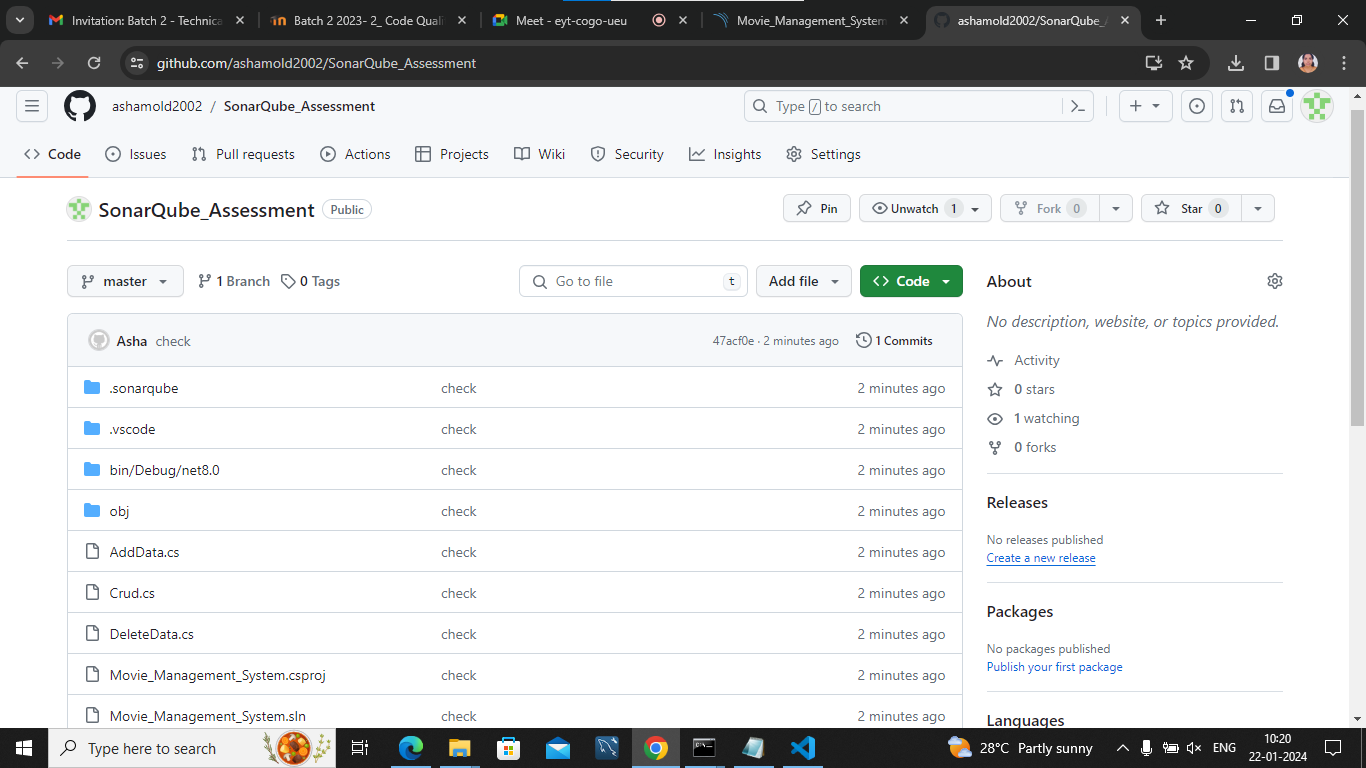 Invitation: Batch 2 - Technica
Batch 2 2023- 2_ Code Quali
Meet - eyt-cogo-ueu
Movie_Management_System
ashamold2002/SonarQube_A
github.com/ashamold2002/SonarQube_Assessment
ashamold2002 / SonarQube_Assessment
Type / to search
Code
Issues
Pull requests
Actions
Projects
Wiki
Security
Insights
Settings
SonarQube_Assessment Public
Pin
Unwatch 1
Fork 0
Star 0
master
1 Branch
0 Tags
Go to file t
Add file
Code
Asha check 47acf0e · 2 minutes ago 1 Commits
.sonarqube check 2 minutes ago
.vscode check 2 minutes ago
bin/Debug/net8.0 check 2 minutes ago
obj check 2 minutes ago
AddData.cs check 2 minutes ago
Crud.cs check 2 minutes ago
DeleteData.cs check 2 minutes ago
Movie_Management_System.csproj check 2 minutes ago
Movie_Management_System.sln check 2 minutes ago
About
No description, website, or topics provided.
Activity
0 stars
1 watching
0 forks
Releases
No releases published
Create a new release
Packages
No packages published
Publish your first package
Languages
Type here to search
28°C Partly sunny
ENG
10:20
22-01-2024